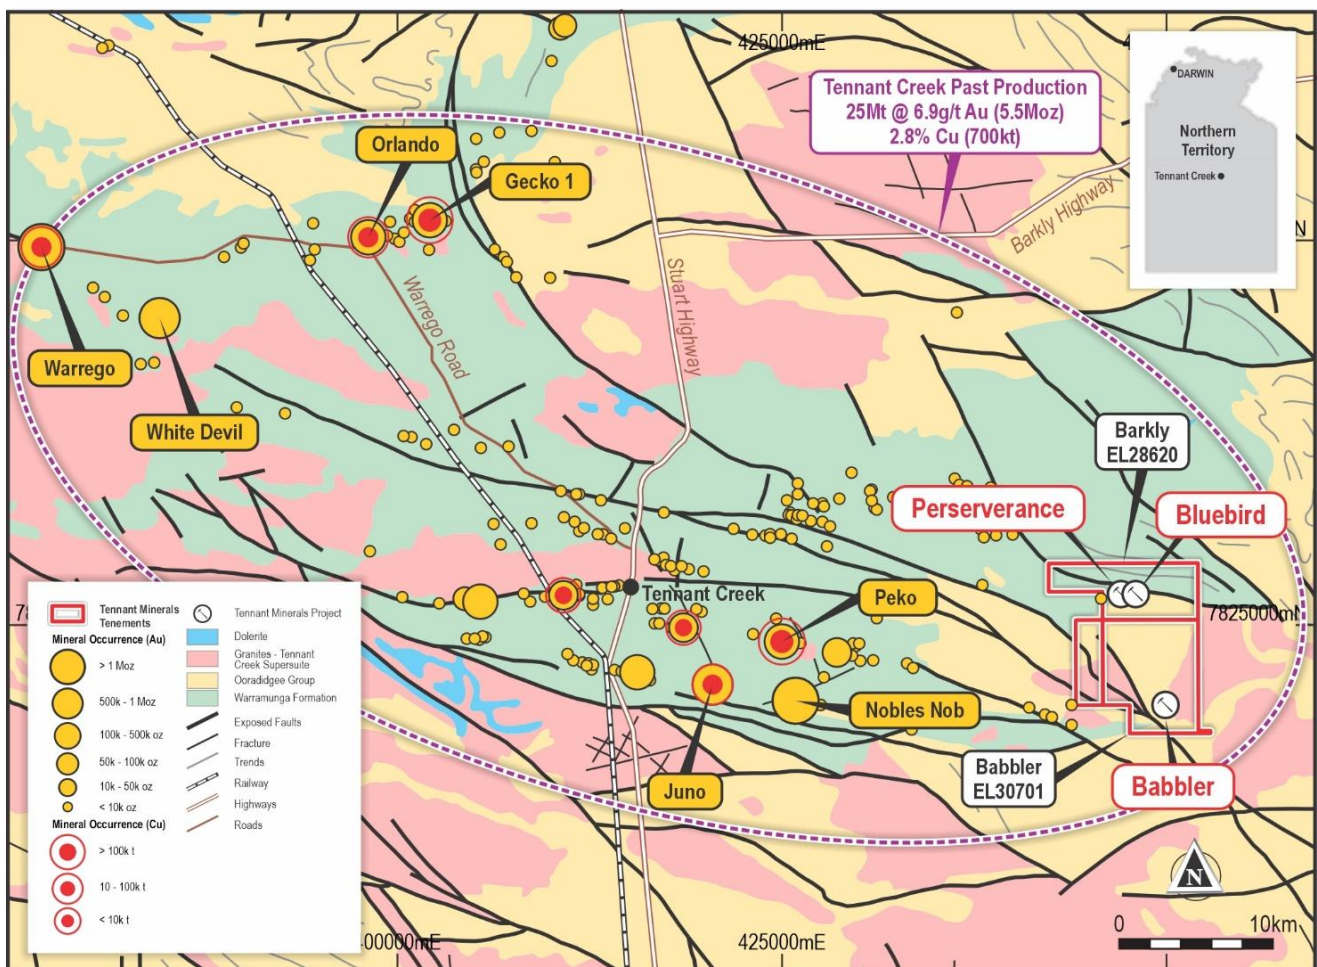 425000mE
Tennant Creek Past Production
25Mt @ 6.9g/t Au (5.5Moz)
2.8% Cu (700kt)
DARWIN
Northern
Territory
Tennant Creek
Orlando
Gecko 1
Barkly Highway
N
Stuart Highway
Warrego Road
Warrego
White Devil
Barkly
EL28620
Perserverance
Bluebird
Tennant Creek
Peko
7825000mN
Nobles Nob
Juno
Babbler
EL30701
Babbler
Tennant Minerals
Tenements
Mineral Occurrence (Au)
> 1 Moz
500k - 1 Moz
100k - 500k oz
50k - 100k oz
10k - 50k oz
< 10k oz
Mineral Occurrence (Cu)
> 100k t
10 - 100k t
< 10k t
Tennant Minerals Project
Dolerite
Granites - Tennant
Creek Supersuite
Ooradidgee Group
Warramunga Formation
Exposed Faults
Fracture
Trends
Railway
Highways
Roads
00000mE
425000mE
N
0 10km